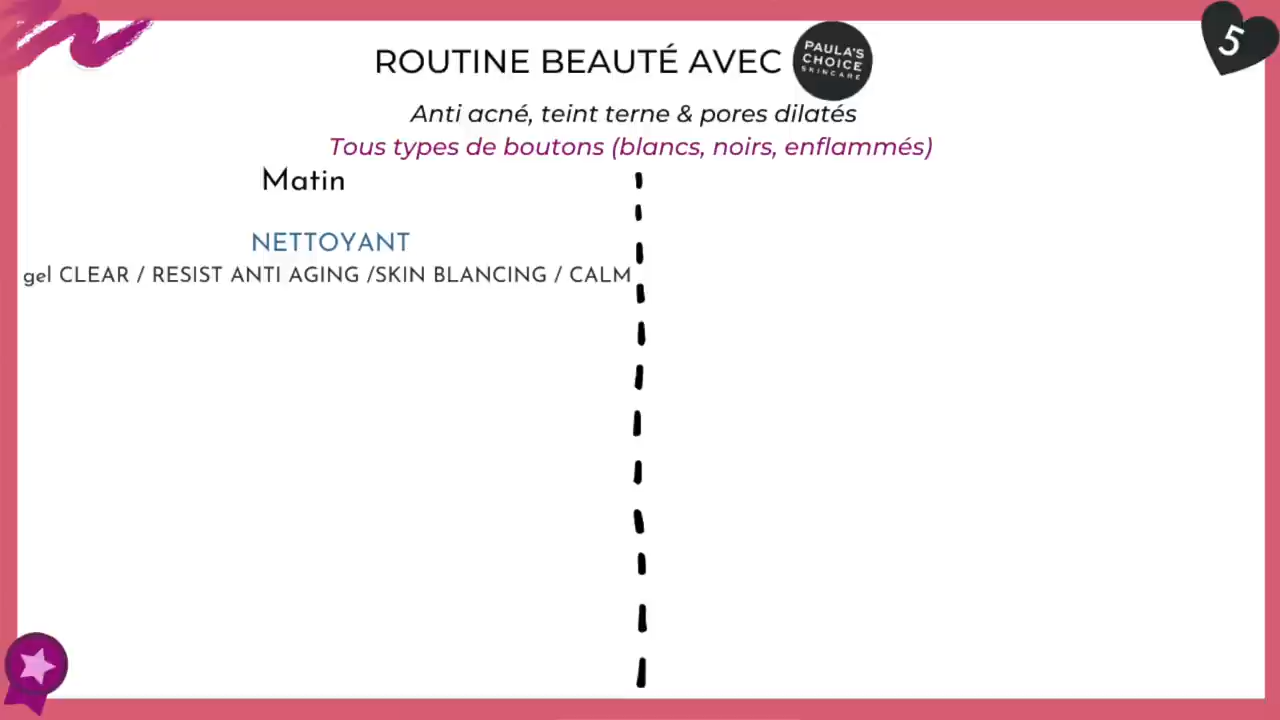 ROUTINE BEAUTÉ AVEC
PAULA'S
CHOICE
SKINCARE
5
Anti acné, teint terne & pores dilatés
Tous types de boutons (blancs, noirs, enflammés)
Matin
NETTOYANT
gel CLEAR / RESIST ANTI AGING /SKIN BLANCING / CALM